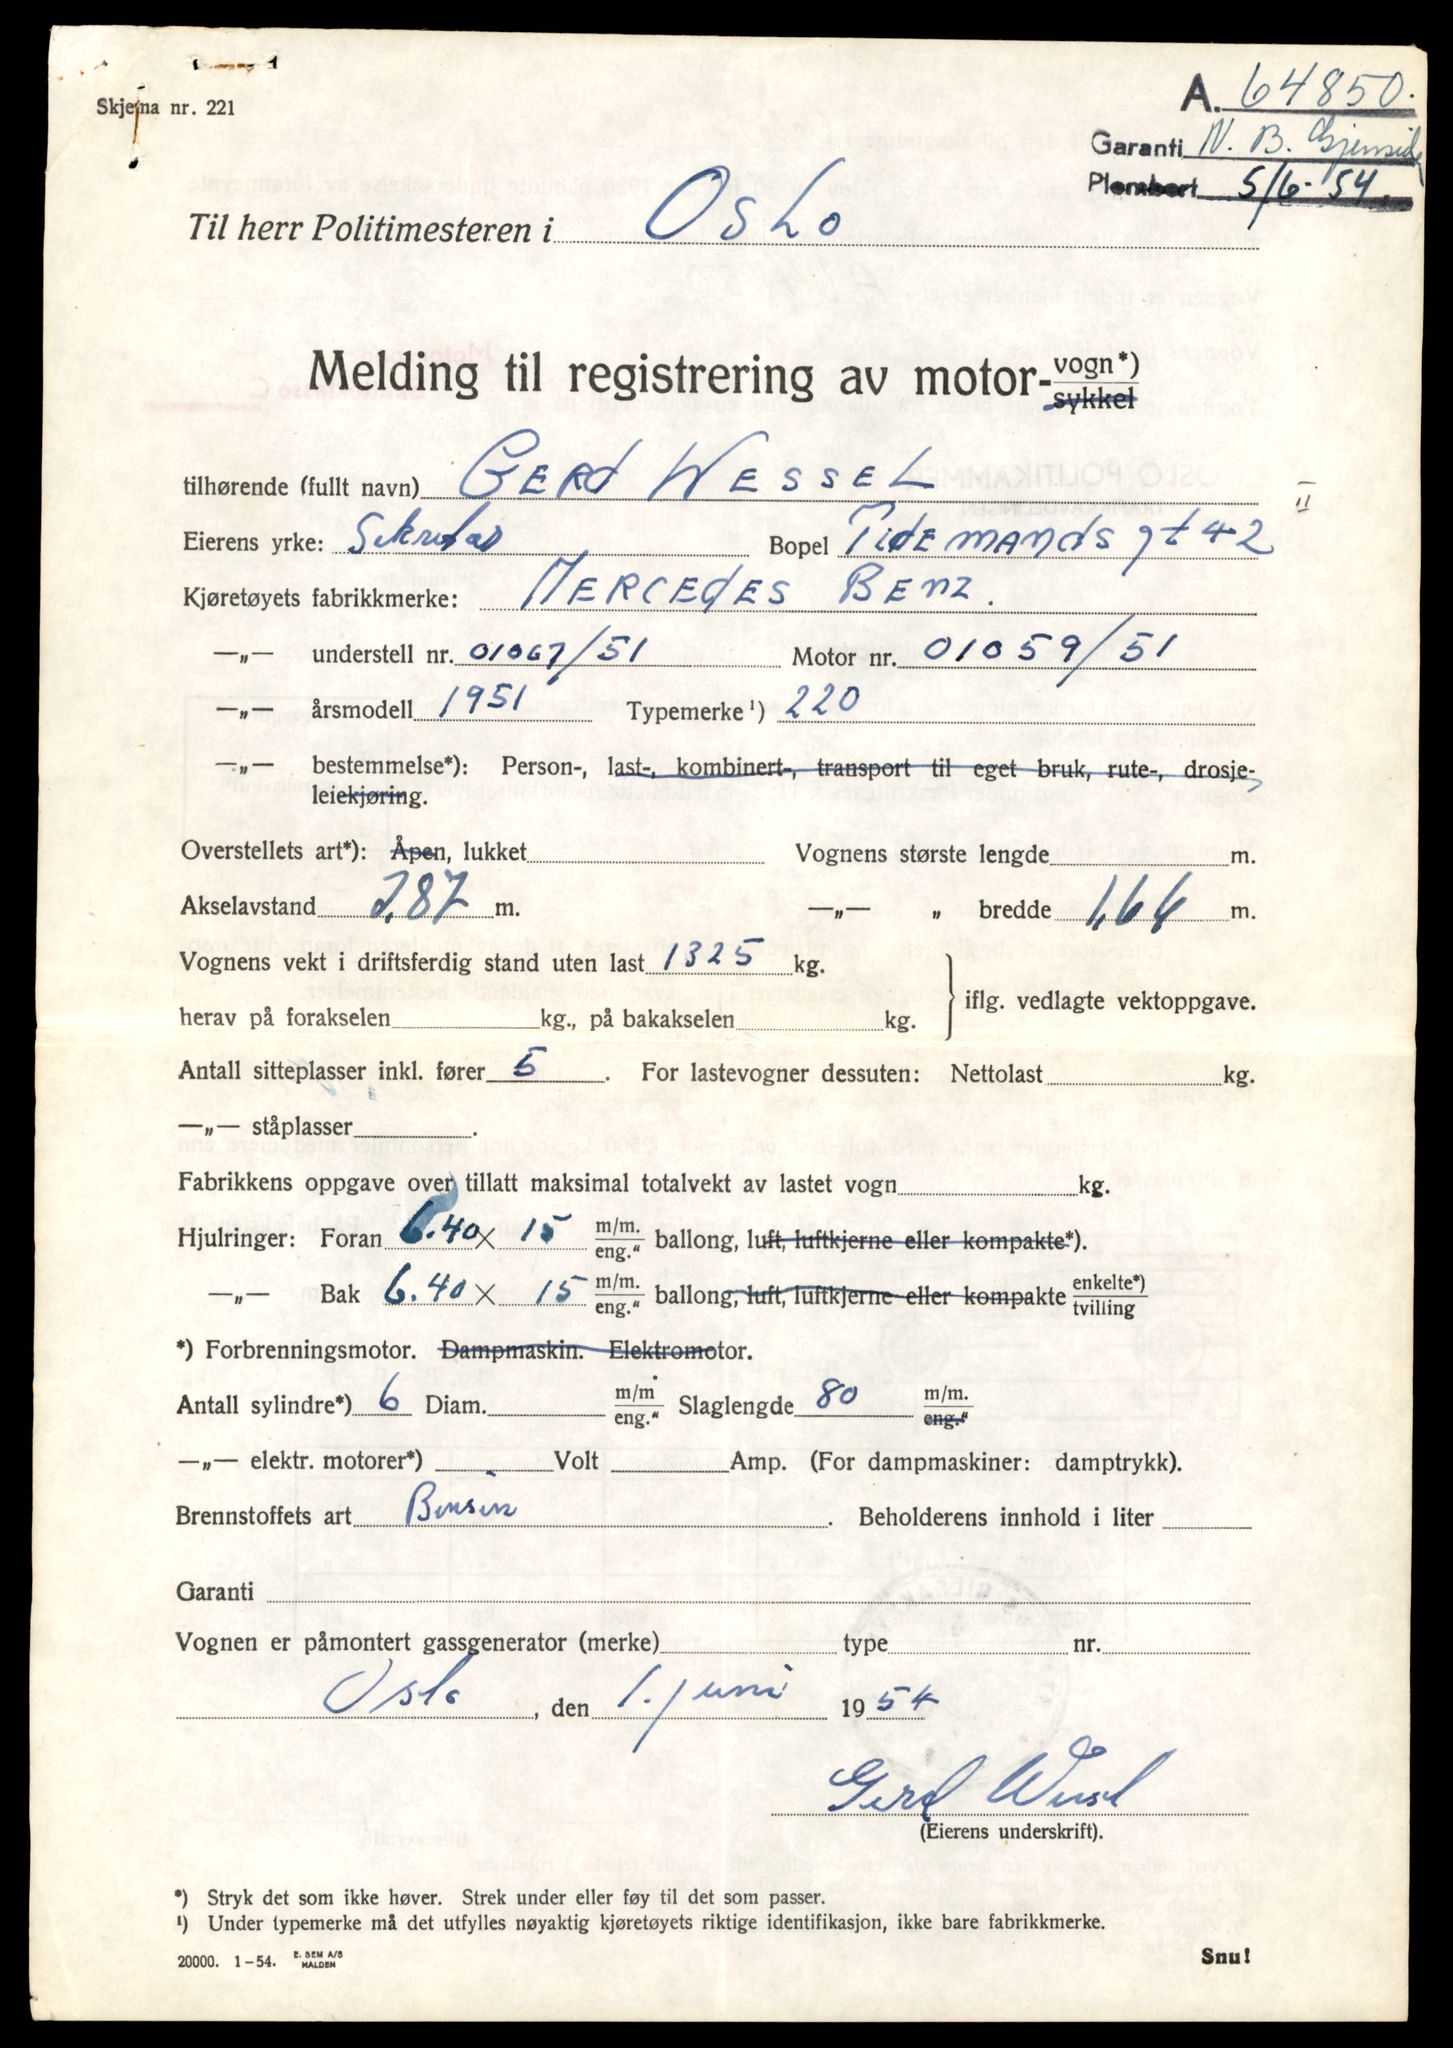 Skjema nr. 221
A. 64850.
Garanti N. B. Gjensidig
Plombert 5/6-54.
Til herr Politimesteren i Oslo
Melding til registrering av motor-vogn*)
sykkel
tilhørende (fullt navn) Gerd Wessel
II
Eierens yrke: Sekretær Bopel Tidemands gt 42
Kjøretøyets fabrikkmerke: Mercedes Benz.
—„— understell nr. 01067/51 Motor nr. 01059/51
—„— årsmodell 1951 Typemerke ¹) 220
—„— bestemmelse*): Person-, last-, kombinert-, transport til eget bruk, rute-, drosje-
leiekjøring.
Overstellets art*): Åpen, lukket Vognens største lengde m.
Akselavstand 2.87 m. —„— „ bredde 1,66 m.
Vognens vekt i driftsferdig stand uten last 1325 kg.
herav på forakselen kg., på bakakselen kg. iflg. vedlagte vektoppgave.
Antall sitteplasser inkl. fører 5. For lastevogner dessuten: Nettolast kg.
—„— ståplasser.
Fabrikkens oppgave over tillatt maksimal totalvekt av lastet vogn kg.
Hjulringer: Foran 6.40 × 15 m/m. eng.“ ballong, luft, luftkjerne eller kompakte*).
—„— Bak 6.40 × 15 m/m. eng.“ ballong, luft, luftkjerne eller kompakte enkelte*) tvilling
*) Forbrenningsmotor. Dampmaskin. Elektromotor.
Antall sylindre*) 6 Diam. m/m eng.“ Slaglengde 80 m/m. eng.“
—„— elektr. motorer*) Volt Amp. (For dampmaskiner: damptrykk).
Brennstoffets art Bensin. Beholderens innhold i liter
Garanti
Vognen er påmontert gassgenerator (merke) type nr.
Oslo, den 1. juni 1954
Gerd Wessel
(Eierens underskrift).
*) Stryk det som ikke høver. Strek under eller føy til det som passer.
¹) Under typemerke må det utfylles nøyaktig kjøretøyets riktige identifikasjon, ikke bare fabrikkmerke.
20000. 1-54. E. SEM A/S HALDEN
Snu!